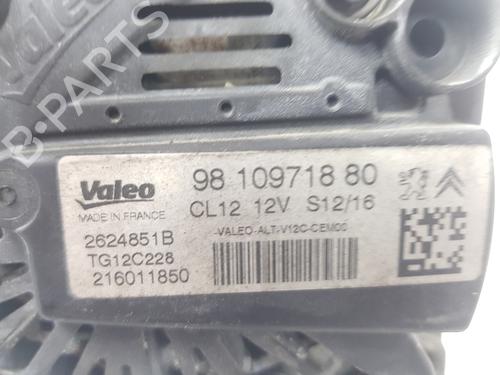 Valeo
B-PARTS
Valeo
MADE IN FRANCE
98 109718 80
CL12 12V S12/16
-VALEO-ALT-V12C-CEM00
2624851B
TG12C228
216011850